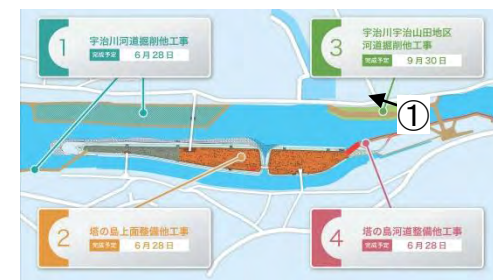 1
宇治川河道掘削他工事
完成予定 6月28日
3
宇治川宇治山田地区
河道掘削他工事
完成予定 9月30日
①
2
塔の島上面整備他工事
完成予定 6月28日
4
塔の島河道整備他工事
完成予定 6月28日